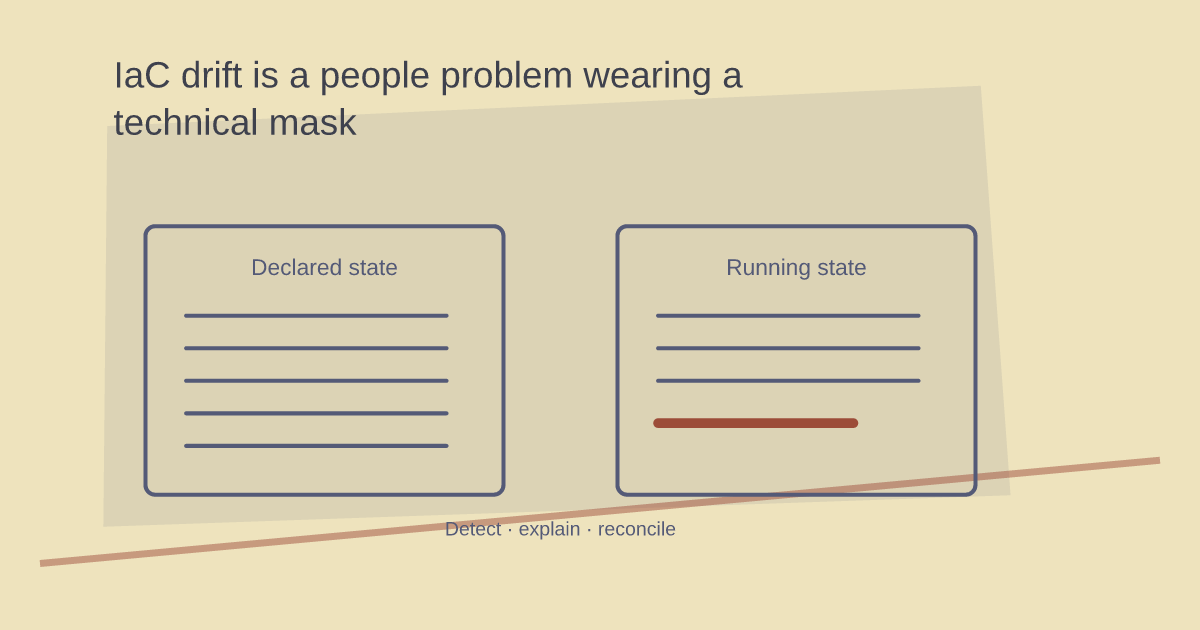 IaC drift is a people problem wearing a
technical mask
Declared state
Running state
Detect · explain · reconcile